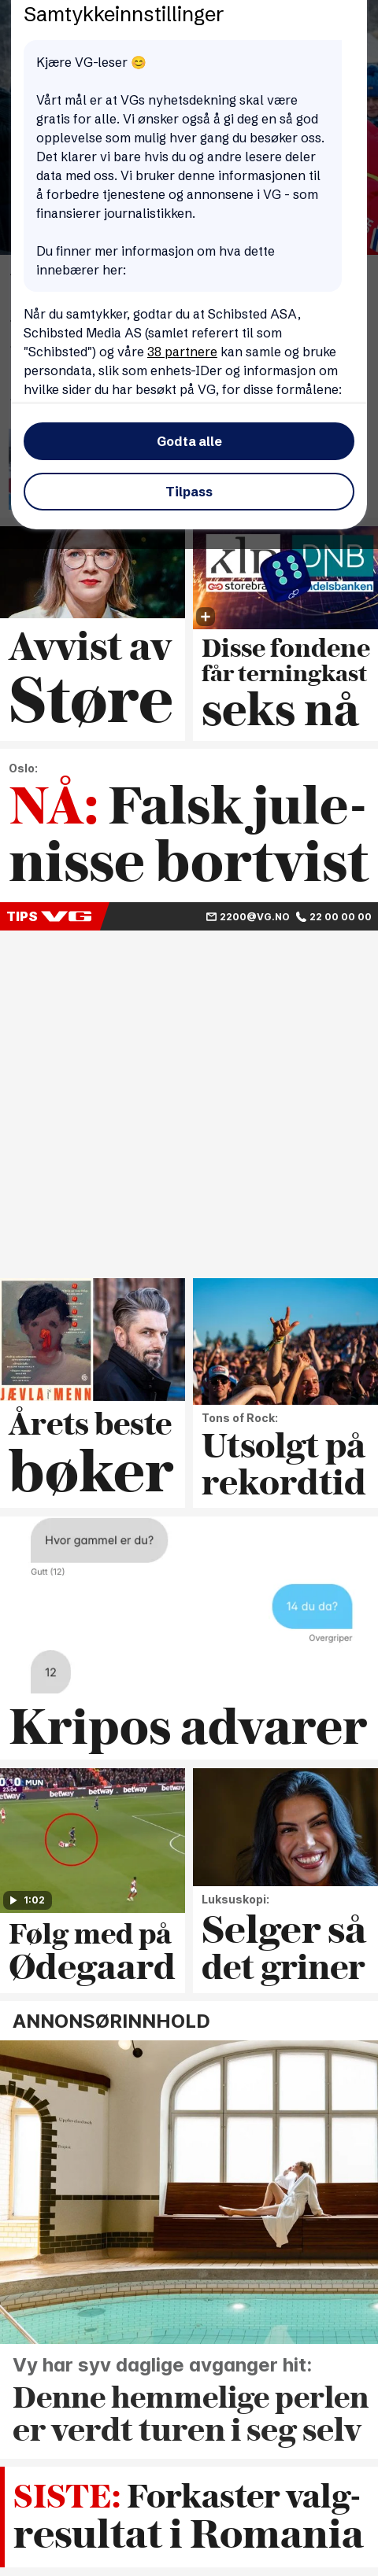 Samtykkeinnstillinger
Kjære VG-leser 😊
Vårt mål er at VGs nyhetsdekning skal være
gratis for alle. Vi ønsker også å gi deg en så god
opplevelse som mulig hver gang du besøker oss.
Det klarer vi bare hvis du og andre lesere deler
data med oss. Vi bruker denne informasjonen til
å forbedre tjenestene og annonsene i VG - som
finansierer journalistikken.
Du finner mer informasjon om hva dette
innebærer her:
Når du samtykker, godtar du at Schibsted ASA,
Schibsted Media AS (samlet referert til som
"Schibsted") og våre 38 partnere kan samle og bruke
persondata, slik som enhets-IDer og informasjon om
hvilke sider du har besøkt på VG, for disse formålene:
Godta alle
Tilpass
klp DNB
storebra
ndelsbanken
Avvist av
Støre
Disse fondene
får terningkast
seks nå
Oslo:
NÅ: Falsk jule-
nisse bortvist
TIPS VG 2200@VG.NO 22 00 00 00
JÆVLA MENN
Årets beste
bøker
Tons of Rock:
Utsolgt på
rekordtid
Hvor gammel er du?
Gutt (12)
14 du da?
Overgriper
12
Kripos advarer
0 0 MUN
23:04
betway betway betway
1:02
Følg med på
Ødegaard
Luksuskopi:
Selger så
det griner
ANNONSØRINNHOLD
Vy har syv daglige avganger hit:
Denne hemmelige perlen
er verdt turen i seg selv
SISTE: Forkaster valg-
resultat i Romania